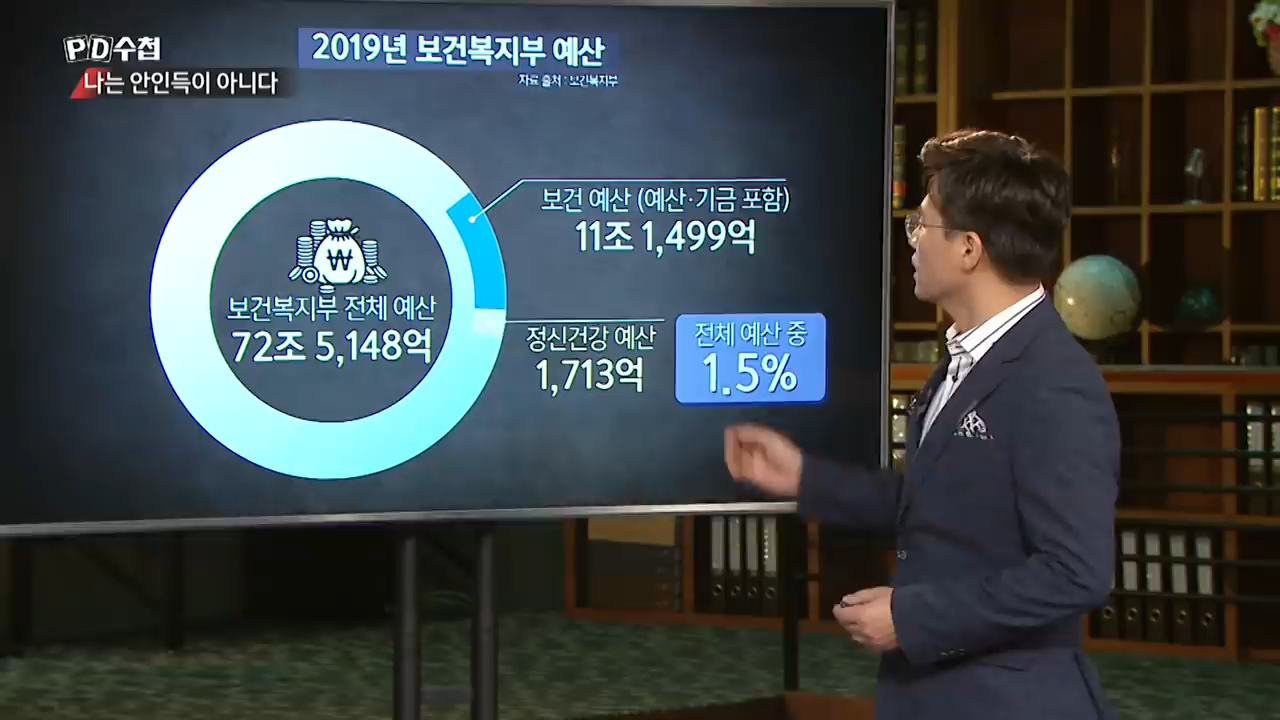 PD수첩
나는 안인득이 아니다
2019년 보건복지부 예산
자료 출처 : 보건복지부
보건 예산 (예산·기금 포함)
11조 1,499억
₩
보건복지부 전체 예산
72조 5,148억
정신건강 예산
1,713억
전체 예산 중
1.5%